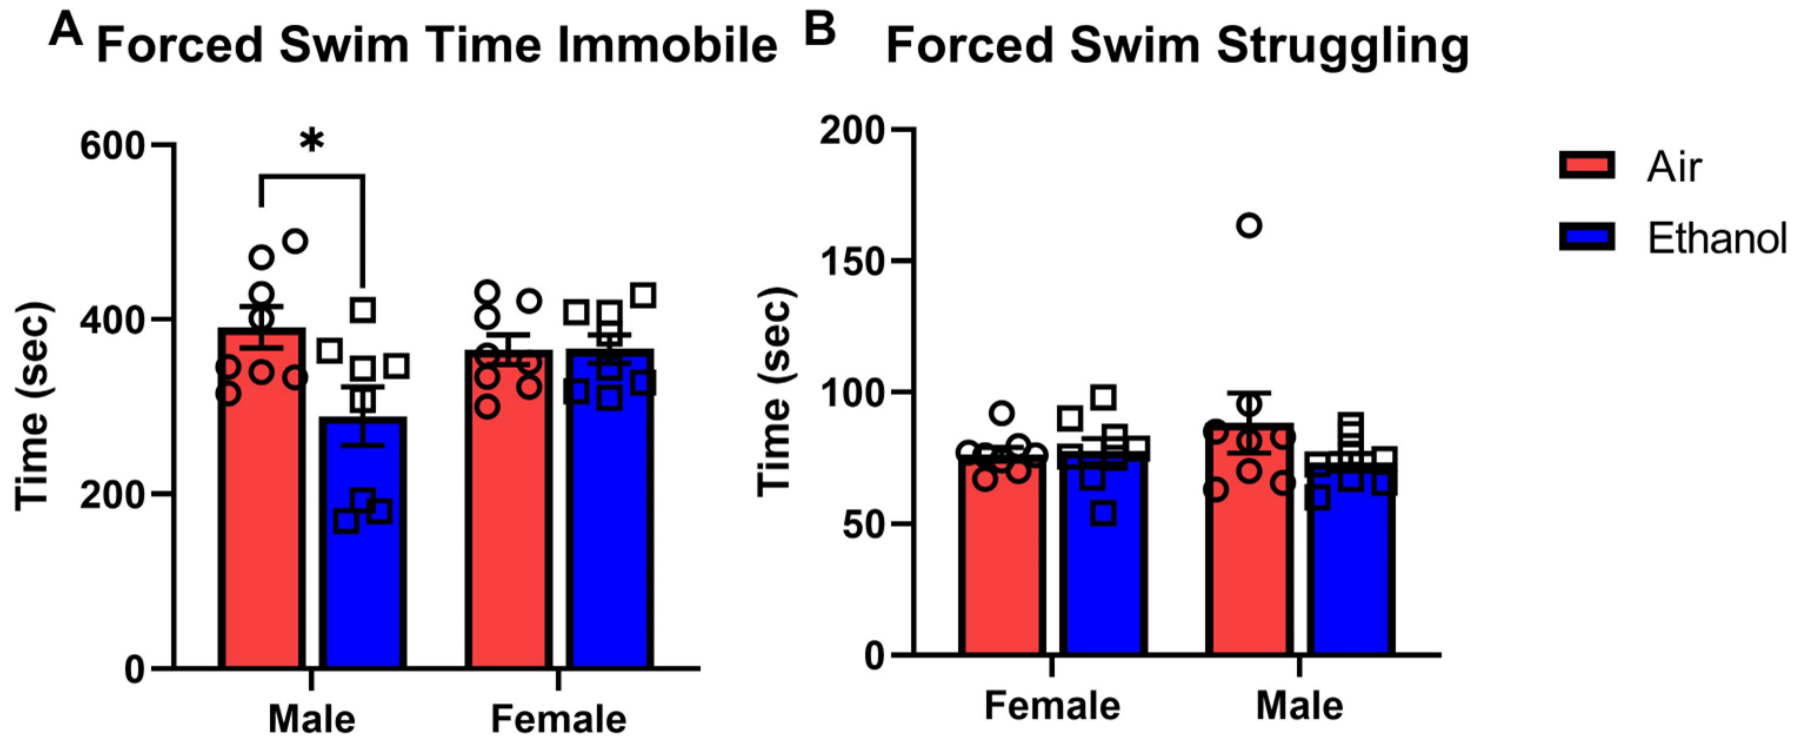 A Forced Swim Time Immobile
600
*
400
200
0
Time (sec)
Male Female
B Forced Swim Struggling
200
150
100
50
0
Time (sec)
Female Male
Air
Ethanol